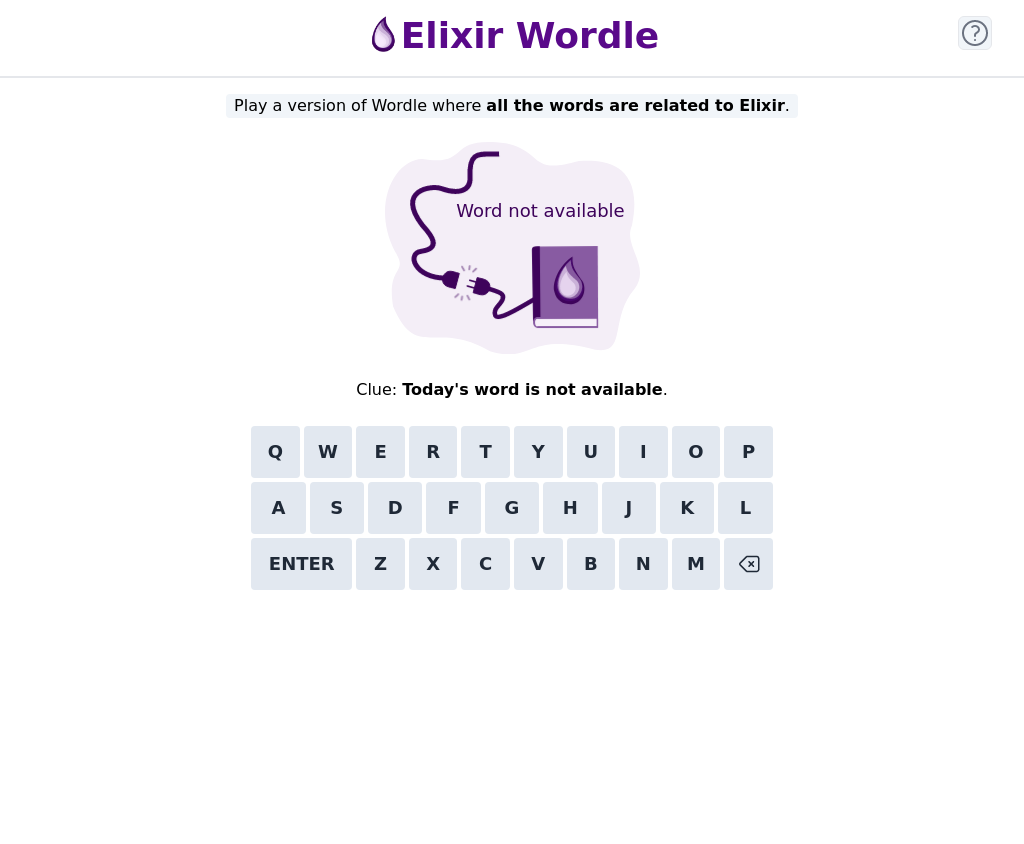 Elixir Wordle
Play a version of Wordle where all the words are related to Elixir.
Word not available
Clue: Today's word is not available.
Q W E R T Y U I O P
A S D F G H J K L
ENTER Z X C V B N M